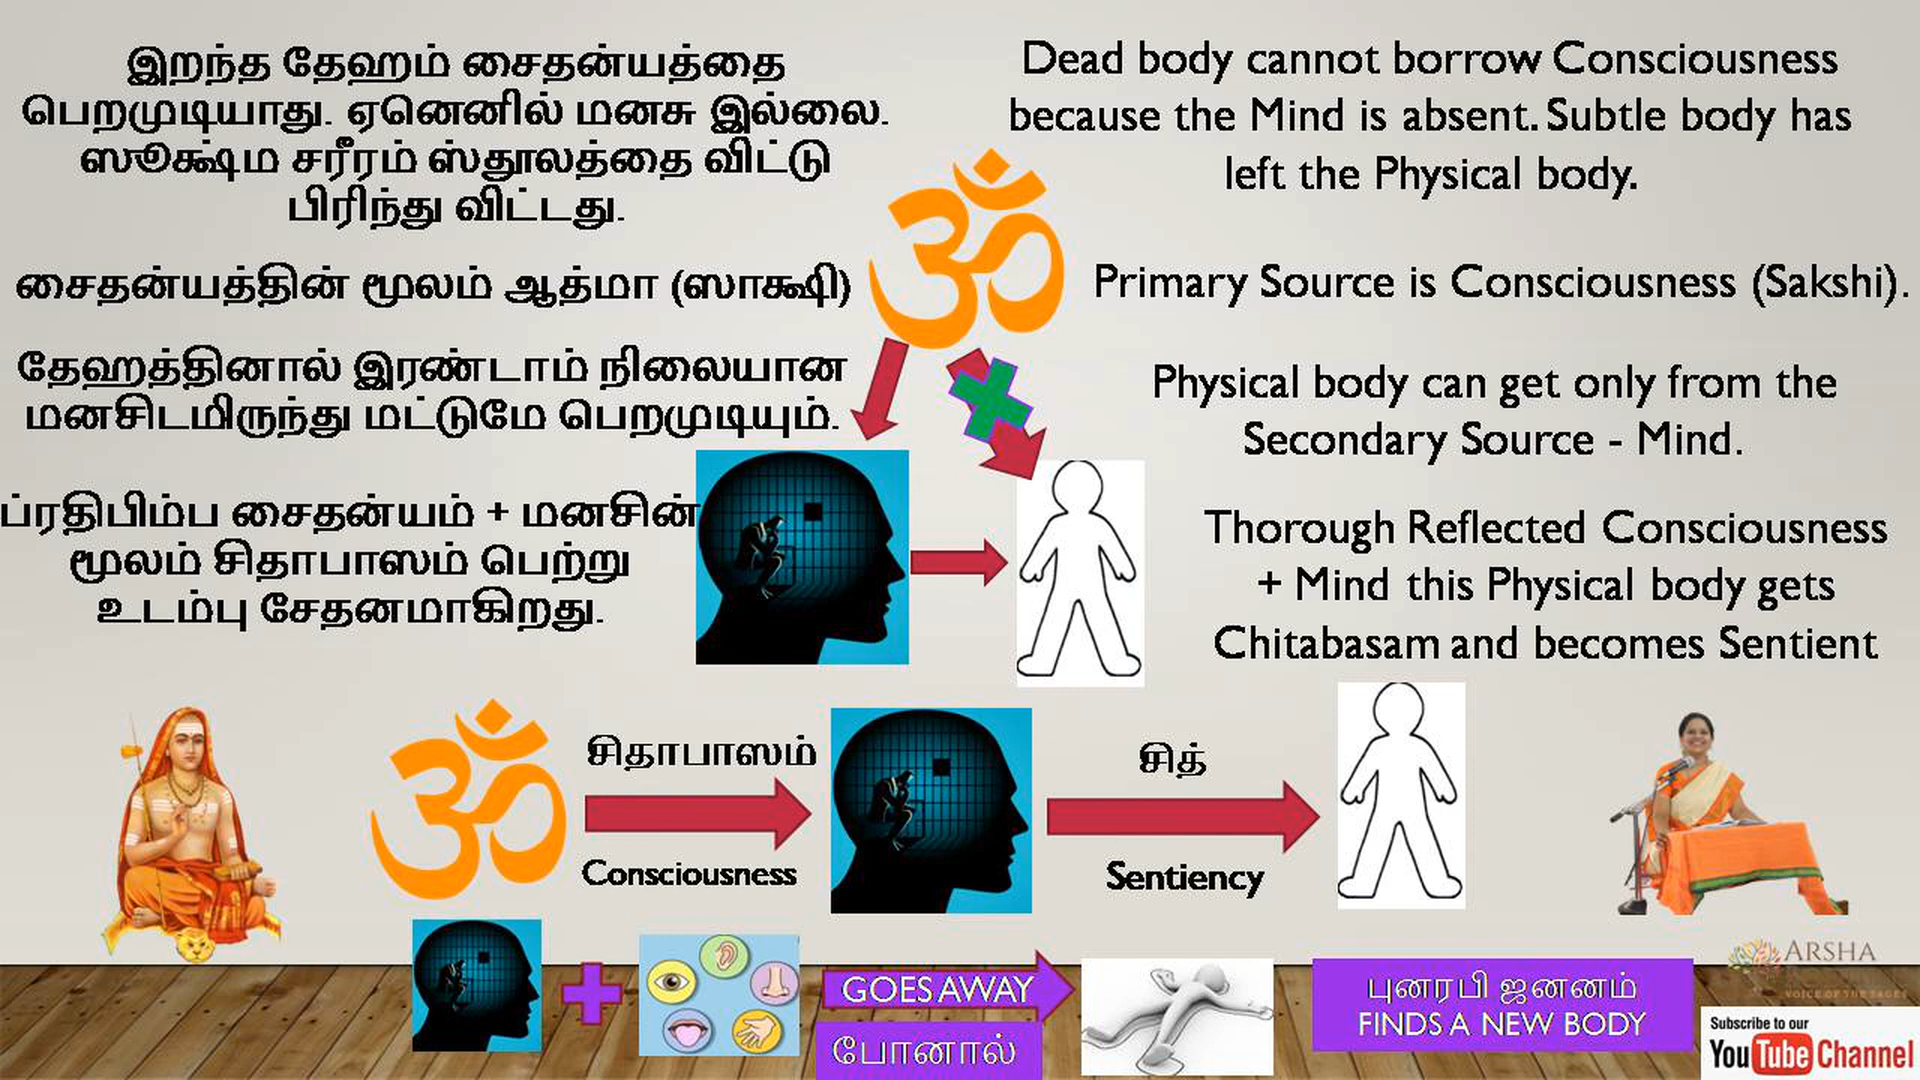 இறந்த தேஹம் சைதன்யத்தை
பெறமுடியாது. ஏனெனில் மனசு இல்லை.
ஸூக்ஷ்ம சரீரம் ஸ்தூலத்தை விட்டு
பிரிந்து விட்டது.
சைதன்யத்தின் மூலம் ஆத்மா (ஸாக்ஷி)
தேஹத்தினால் இரண்டாம் நிலையான
மனசிடமிருந்து மட்டுமே பெறமுடியும்.
ப்ரதிபிம்ப சைதன்யம் + மனசின்
மூலம் சிதாபாஸம் பெற்று
உடம்பு சேதனமாகிறது.
Dead body cannot borrow Consciousness
because the Mind is absent. Subtle body has
left the Physical body.
Primary Source is Consciousness (Sakshi).
Physical body can get only from the
Secondary Source - Mind.
Thorough Reflected Consciousness
+ Mind this Physical body gets
Chitabasam and becomes Sentient
ॐ
ॐ
சிதாபாஸம்
Consciousness
சித்
Sentiency
GOES AWAY
போனால்
புனரபி ஜனனம்
FINDS A NEW BODY
ARSHA
VOICE OF THE SAGES
Subscribe to our
YouTube Channel